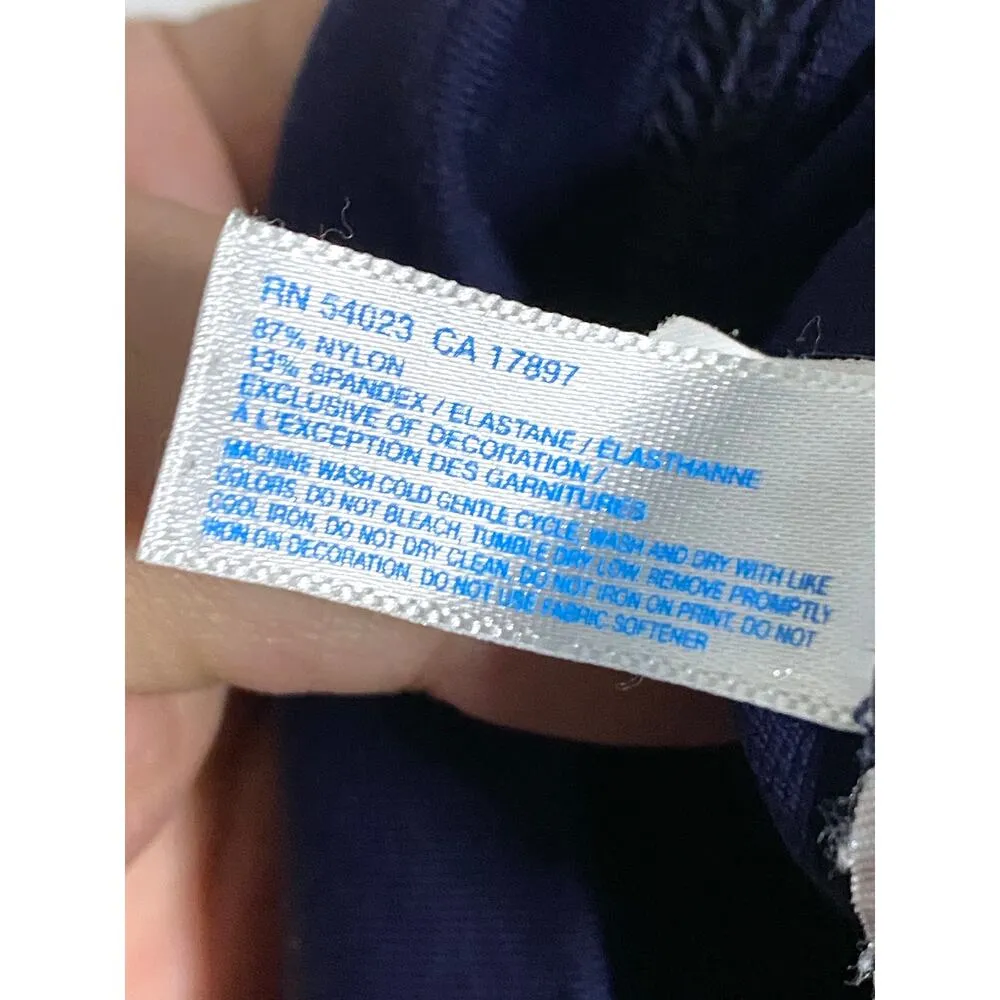 RN 54023 CA 17897
87% NYLON
13% SPANDEX / ELASTANE / ÉLASTHANNE
EXCLUSIVE OF DECORATION /
À L'EXCEPTION DES GARNITURES
MACHINE WASH COLD GENTLE CYCLE, WASH AND DRY WITH LIKE
COLORS, DO NOT BLEACH, TUMBLE DRY LOW. REMOVE PROMPTLY
COOL IRON, DO NOT DRY CLEAN, DO NOT IRON ON PRINT. DO NOT
IRON ON DECORATION. DO NOT USE FABRIC SOFTENER